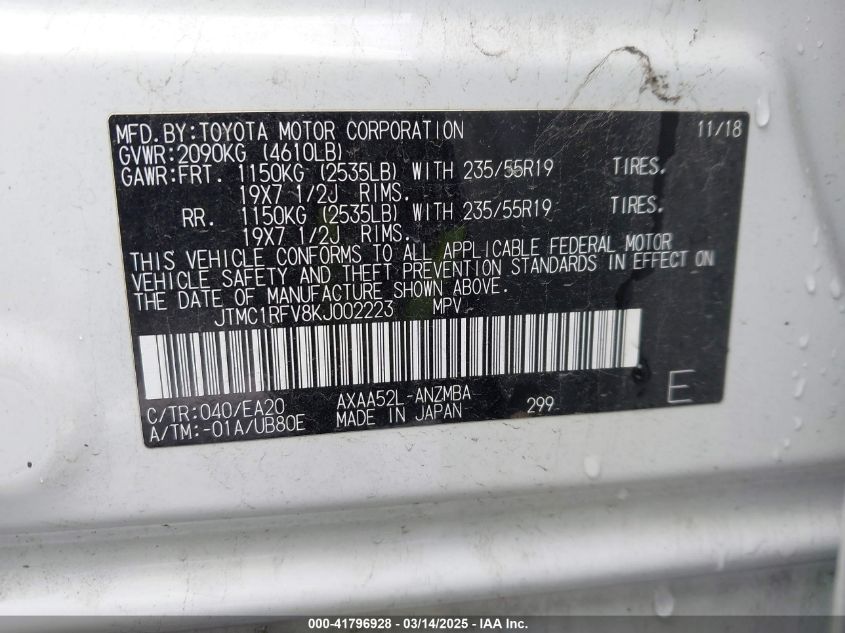 MFD.BY:TOYOTA MOTOR CORPORATION 11/18
GVWR:2090KG (4610LB)
GAWR:FRT. 1150KG (2535LB) WITH 235/55R19 TIRES.
19X7 1/2J RIMS.
RR. 1150KG (2535LB) WITH 235/55R19 TIRES.
19X7 1/2J RIMS.
THIS VEHICLE CONFORMS TO ALL APPLICABLE FEDERAL MOTOR
VEHICLE SAFETY AND THEFT PREVENTION STANDARDS IN EFFECT ON
THE DATE OF MANUFACTURE SHOWN ABOVE.
JTMC1RFV8KJ002223 MPV
C/TR:040/EA20 AXAA52L-ANZMBA 299 E
A/TM:-01A/UB80E MADE IN JAPAN
000-41796928 - 03/14/2025 - IAA Inc.